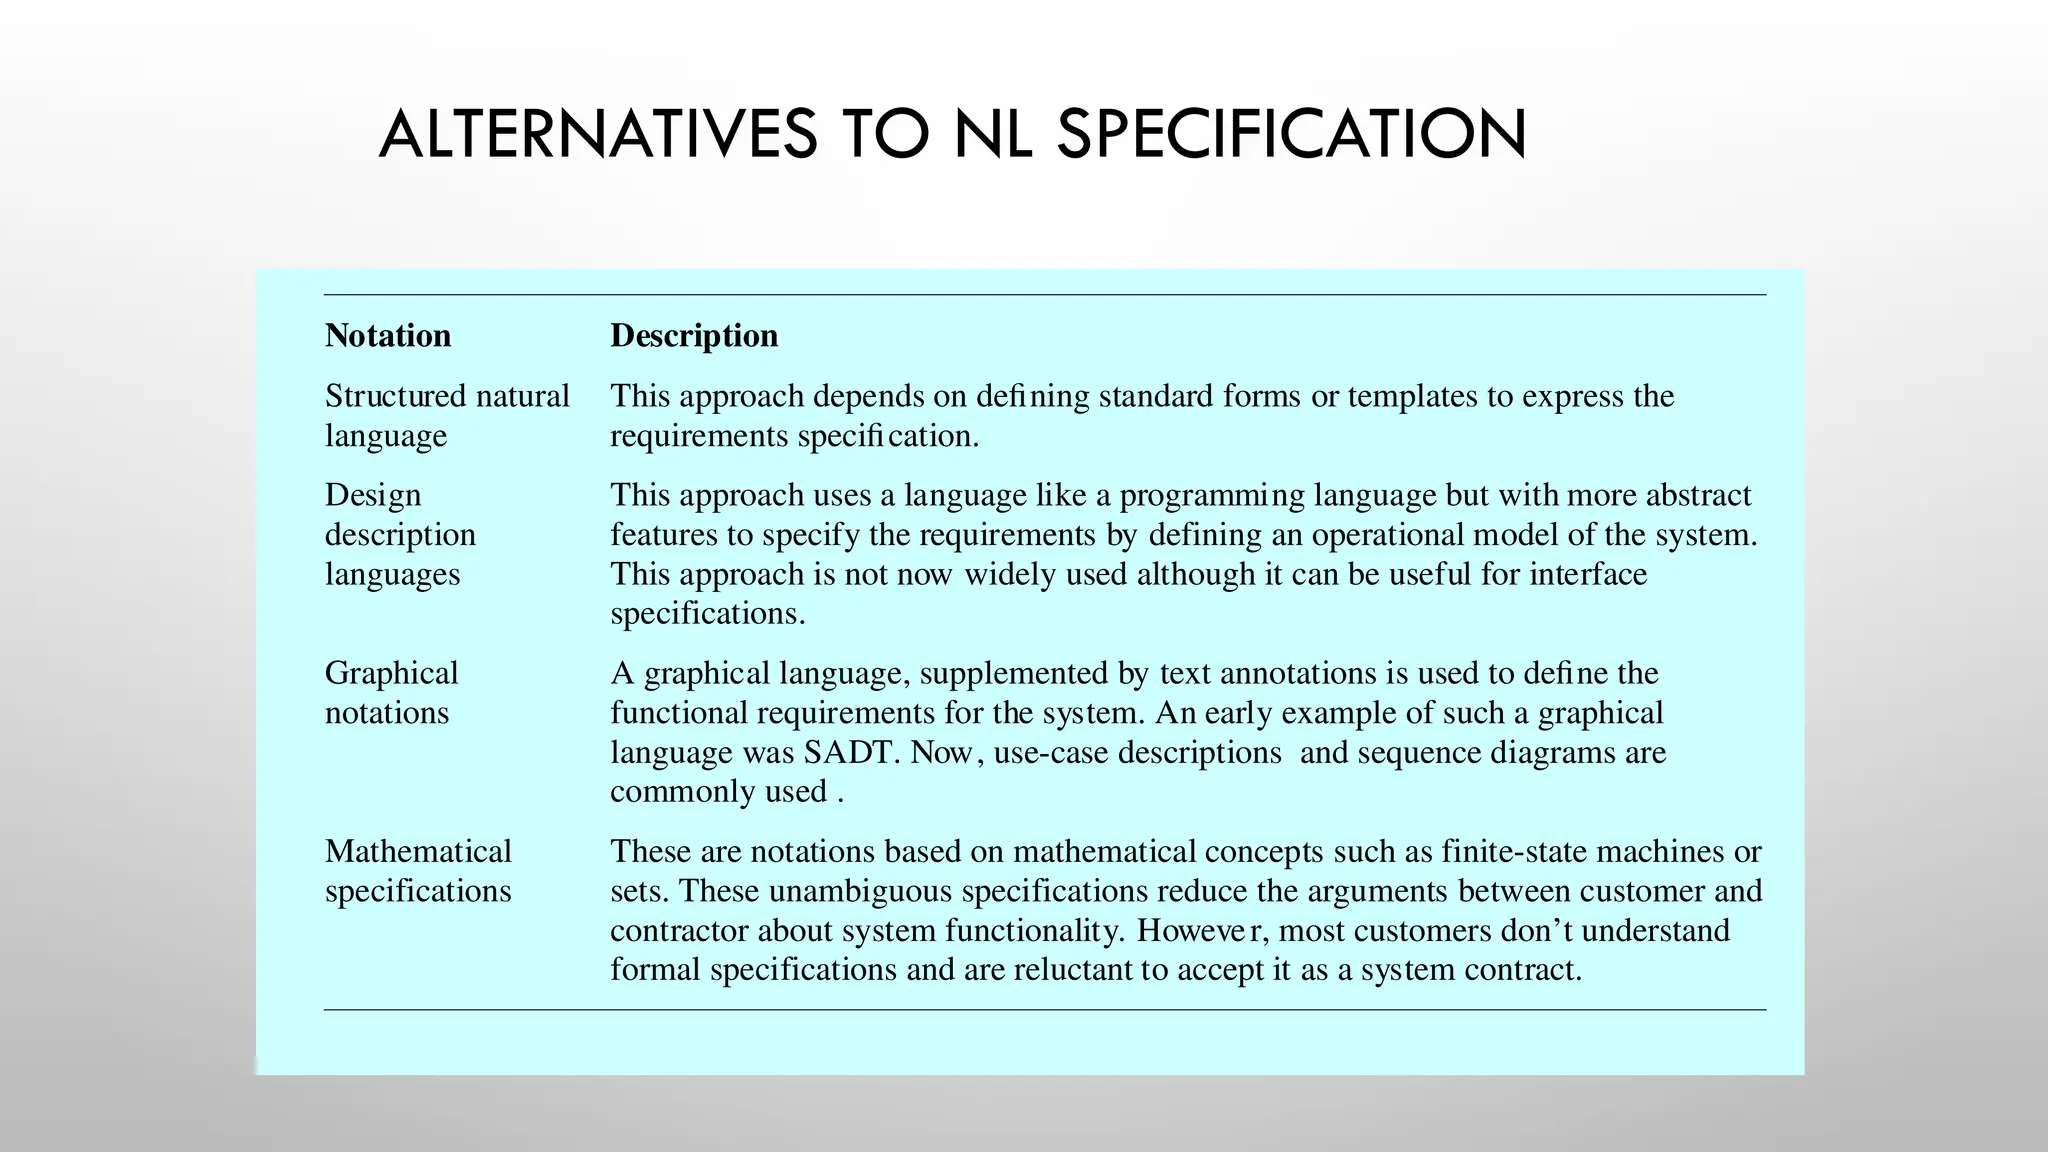 ALTERNATIVES TO NL SPECIFICATION
Notation Description
Structured natural This approach depends on defining standard forms or templates to express the
language requirements specification.
Design This approach uses a language like a programming language but with more abstract
description features to specify the requirements by defining an operational model of the system.
languages This approach is not now widely used although it can be useful for interface
specifications.
Graphical A graphical language, supplemented by text annotations is used to define the
notations functional requirements for the system. An early example of such a graphical
language was SADT. Now, use-case descriptions and sequence diagrams are
commonly used .
Mathematical These are notations based on mathematical concepts such as finite-state machines or
specifications sets. These unambiguous specifications reduce the arguments between customer and
contractor about system functionality. However, most customers don’t understand
formal specifications and are reluctant to accept it as a system contract.